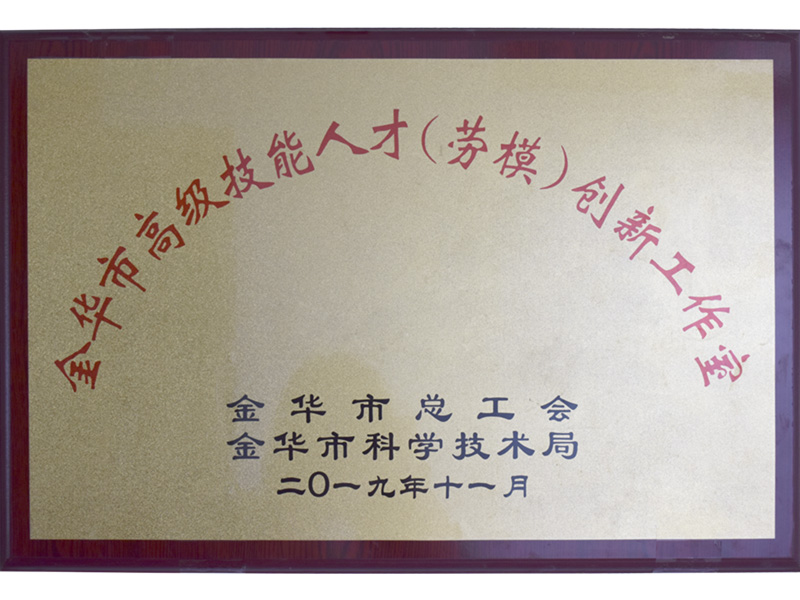 金华市高级技能人才(劳模)创新工作室
金华市总工会
金华市科学技术局
二〇一九年十一月